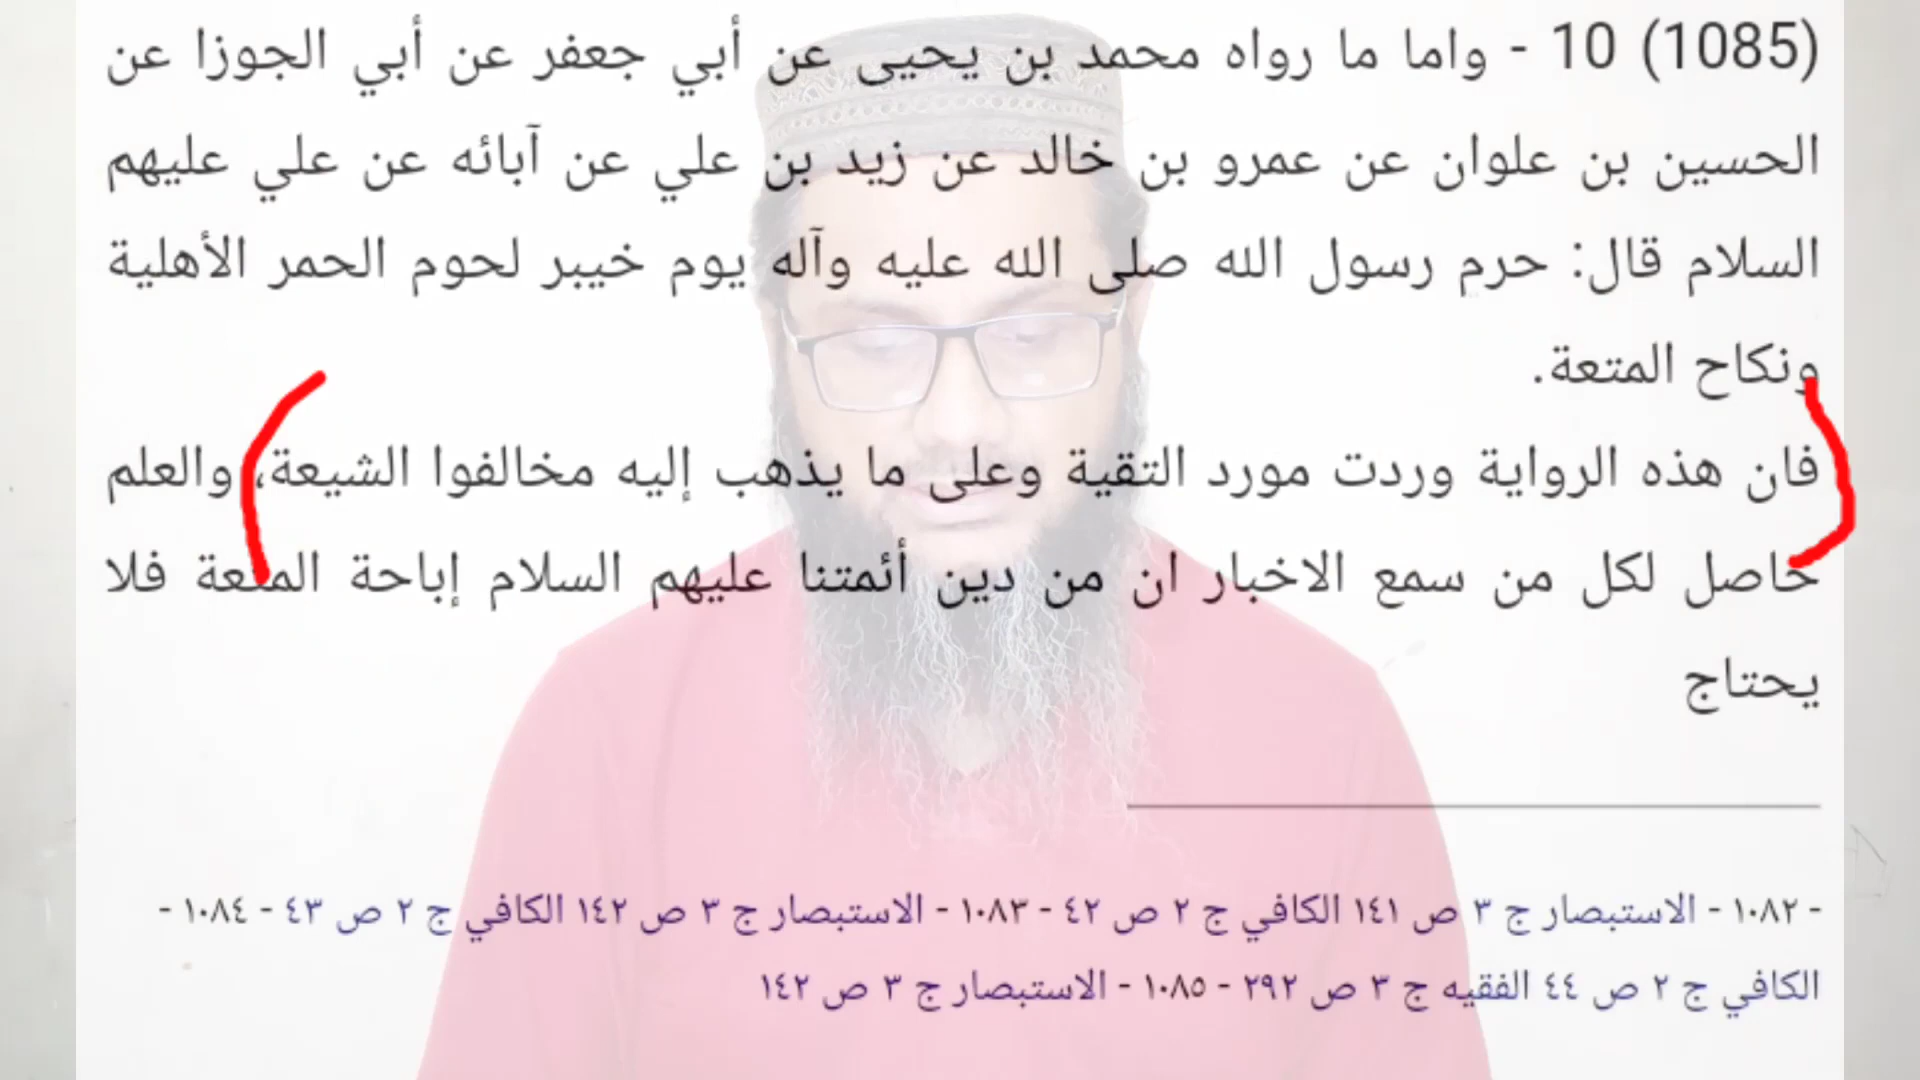 (1085) 10 - واما ما رواه محمد بن يحيى عن أبي جعفر عن أبي الجوزا عن
الحسين بن علوان عن عمرو بن خالد عن زيد بن علي عن آبائه عن علي عليهم
السلام قال: حرم رسول الله صلى الله عليه وآله يوم خيبر لحوم الحمر الأهلية
ونكاح المتعة.
فان هذه الرواية وردت مورد التقية وعلى ما يذهب إليه مخالفوا الشيعة، والعلم
حاصل لكل من سمع الاخبار ان من دين أئمتنا عليهم السلام إباحة المتعة فلا
يحتاج
- ١٠٨٢ - الاستبصار ج ٣ ص ١٤١ الكافي ج ٢ ص ٤٢ - ١٠٨٣ - الاستبصار ج ٣ ص ١٤٢ الكافي ج ٢ ص ٤٣ - ١٠٨٤ -
الكافي ج ٢ ص ٤٤ الفقيه ج ٣ ص ٢٩٢ - ١٠٨٥ - الاستبصار ج ٣ ص ١٤٢